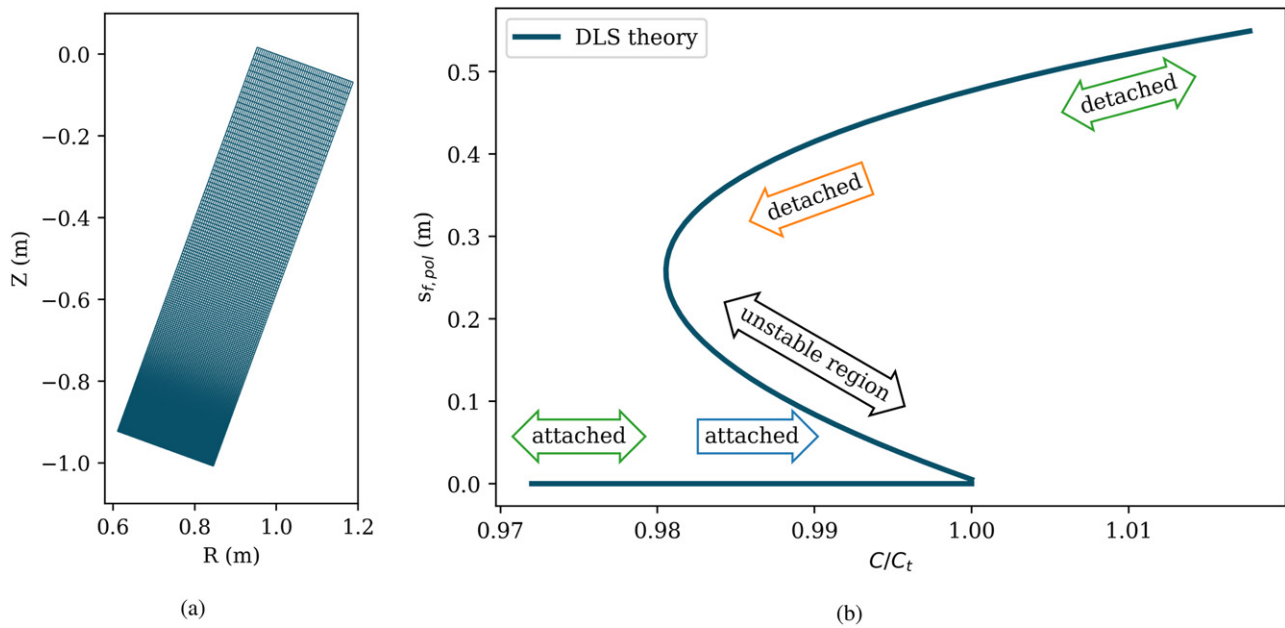 0.0
−0.2
−0.4
−0.6
−0.8
−1.0
Z (m)
0.6 0.8 1.0 1.2
R (m)
(a)
DLS theory
0.5
0.4
0.3
0.2
0.1
0.0
s_{f,pol} (m)
detached
detached
unstable region
attached
attached
0.97 0.98 0.99 1.00 1.01
C/C_t
(b)